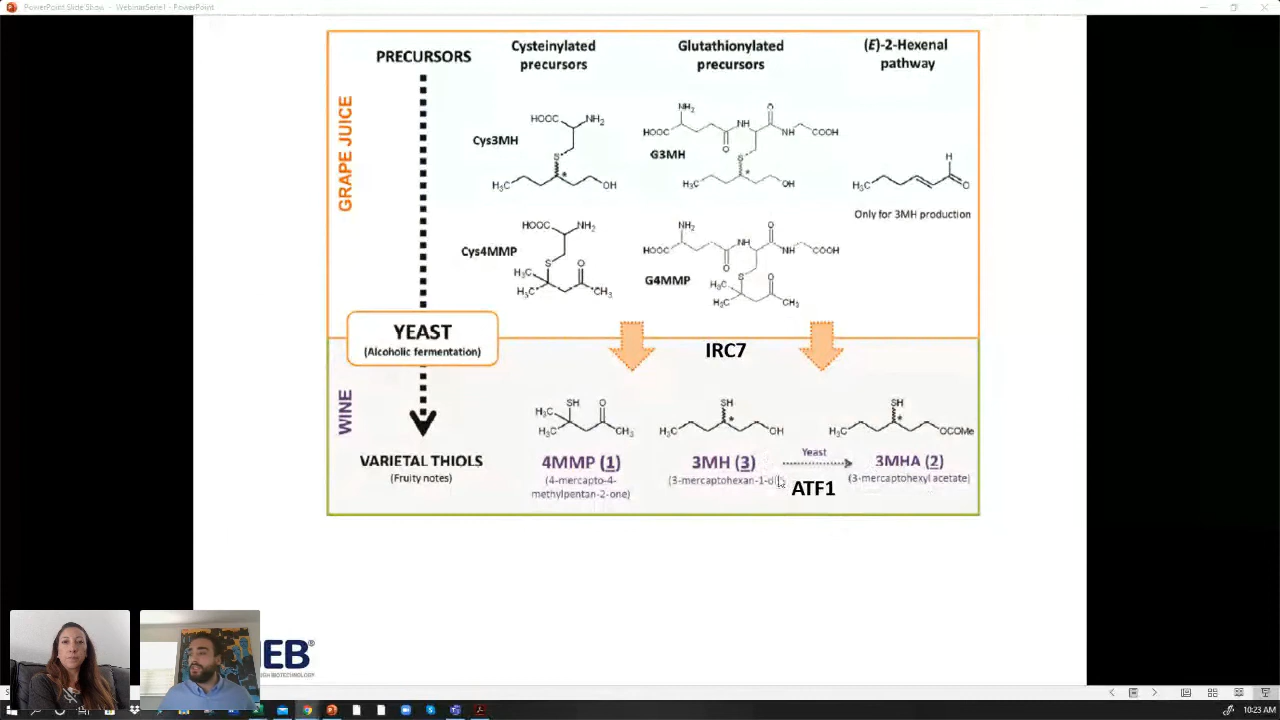 PowerPoint Slide Show - WebinarSerie1 - PowerPoint
PRECURSORS
Cysteinylated
precursors
Glutathionylated
precursors
(E)-2-Hexenal
pathway
GRAPE JUICE
Cys3MH
HOOC
NH₂
S
*
H₃C
OH
G3MH
NH₂
HOOC
NH
O
O
NH
COOH
S
*
H₃C
OH
H
H₃C
O
Only for 3MH production
Cys4MMP
HOOC
NH₂
S
O
H₃C
H₃C
CH₃
G4MMP
NH₂
HOOC
NH
O
O
NH
COOH
S
O
H₃C
H₃C
CH₃
YEAST
(Alcoholic fermentation)
IRC7
WINE
SH
O
H₃C
H₃C
CH₃
SH
*
H₃C
OH
SH
*
H₃C
OCOMe
VARIETAL THIOLS
(Fruity notes)
4MMP (1)
(4-mercapto-4-
methylpentan-2-one)
3MH (3)
(3-mercaptohexan-1-ol)
Yeast
ATF1
3MHA (2)
(3-mercaptohexyl acetate)
EB®
10:23 AM